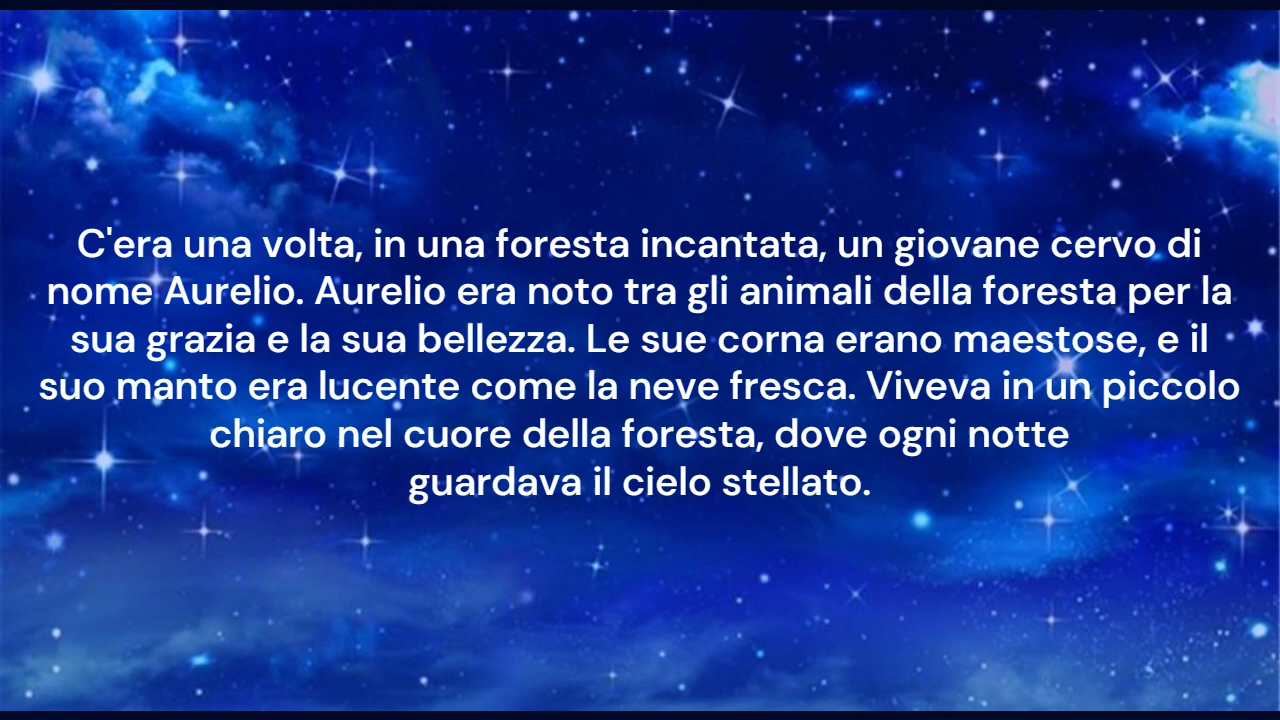 C'era una volta, in una foresta incantata, un giovane cervo di
nome Aurelio. Aurelio era noto tra gli animali della foresta per la
sua grazia e la sua bellezza. Le sue corna erano maestose, e il
suo manto era lucente come la neve fresca. Viveva in un piccolo
chiaro nel cuore della foresta, dove ogni notte
guardava il cielo stellato.